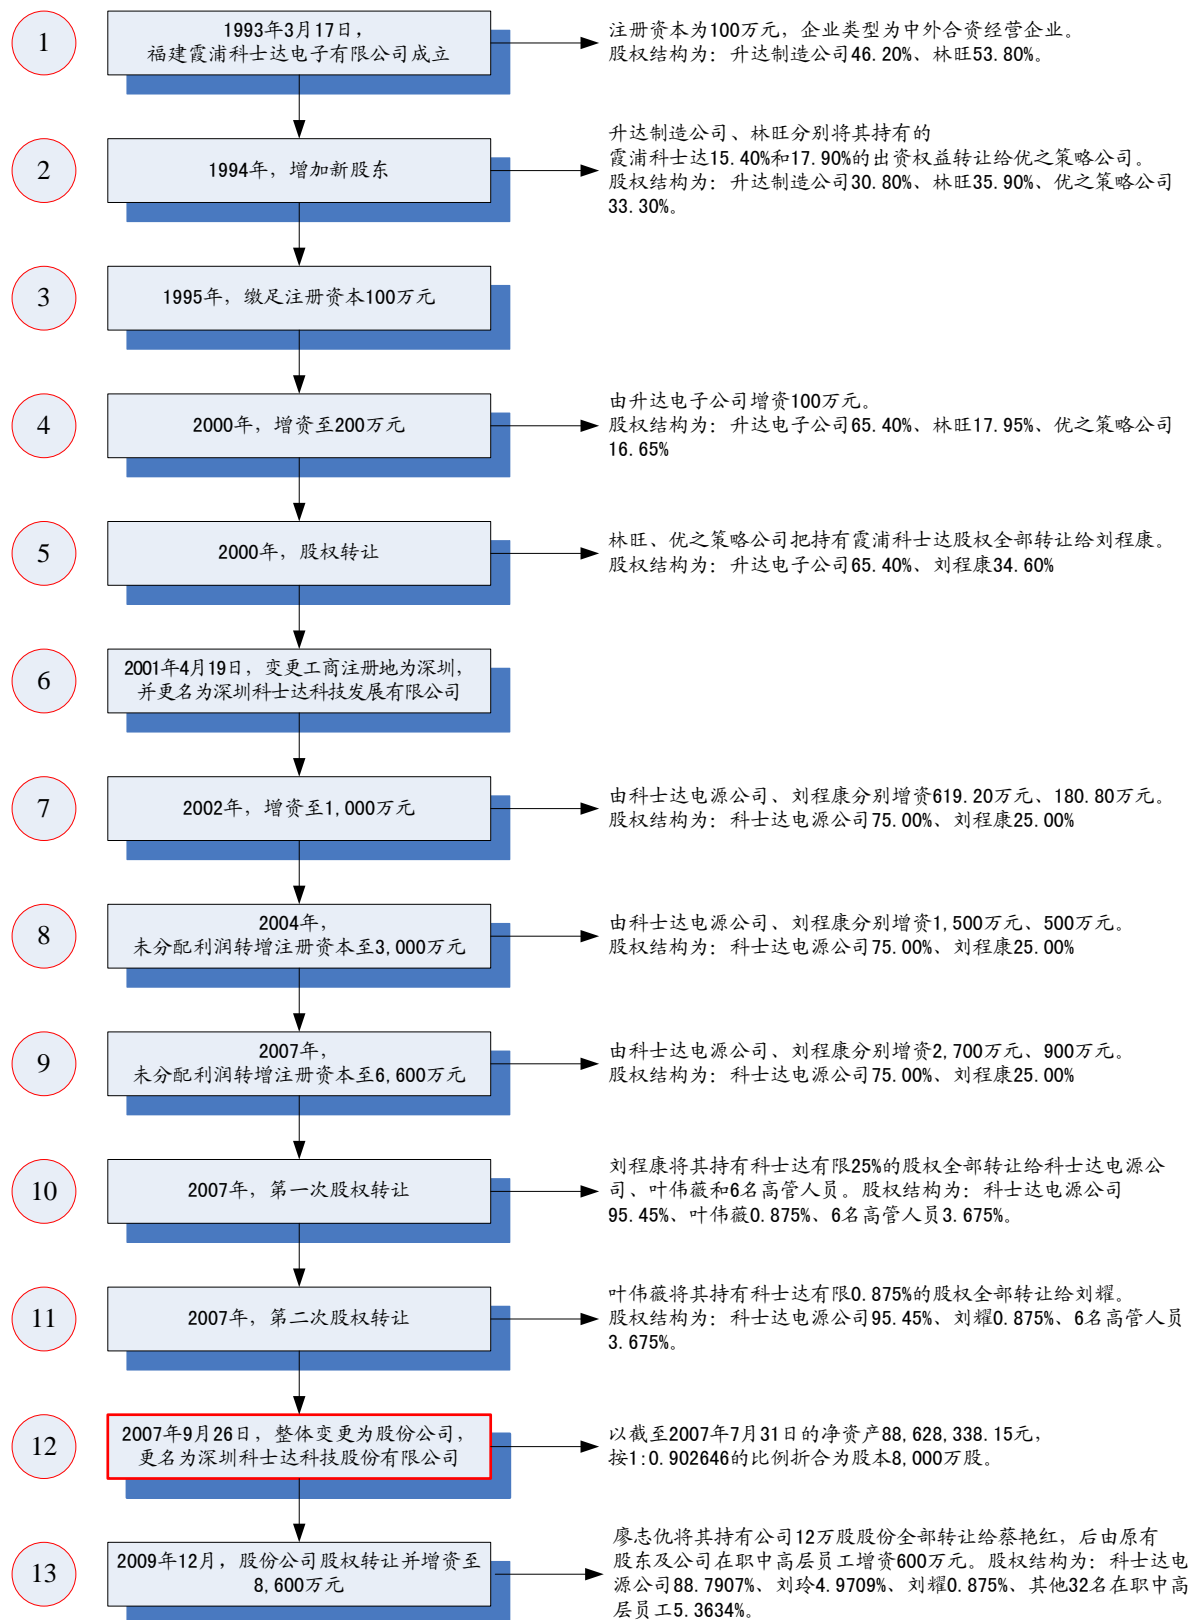 1
1993年3月17日，
福建霞浦科士达电子有限公司成立
注册资本为100万元，企业类型为中外合资经营企业。
股权结构为：升达制造公司46.20%、林旺53.80%。
2
1994年，增加新股东
升达制造公司、林旺分别将其持有的
霞浦科士达15.40%和17.90%的出资权益转让给优之策略公司。
股权结构为：升达制造公司30.80%、林旺35.90%、优之策略公司
33.30%。
3
1995年，缴足注册资本100万元
4
2000年，增资至200万元
由升达电子公司增资100万元。
股权结构为：升达电子公司65.40%、林旺17.95%、优之策略公司
16.65%
5
2000年，股权转让
林旺、优之策略公司把持有霞浦科士达股权全部转让给刘程康。
股权结构为：升达电子公司65.40%、刘程康34.60%
6
2001年4月19日，变更工商注册地为深圳，
并更名为深圳科士达科技发展有限公司
7
2002年，增资至1,000万元
由科士达电源公司、刘程康分别增资619.20万元、180.80万元。
股权结构为：科士达电源公司75.00%、刘程康25.00%
8
2004年，
未分配利润转增注册资本至3,000万元
由科士达电源公司、刘程康分别增资1,500万元、500万元。
股权结构为：科士达电源公司75.00%、刘程康25.00%
9
2007年，
未分配利润转增注册资本至6,600万元
由科士达电源公司、刘程康分别增资2,700万元、900万元。
股权结构为：科士达电源公司75.00%、刘程康25.00%
10
2007年，第一次股权转让
刘程康将其持有科士达有限25%的股权全部转让给科士达电源公
司、叶伟薇和6名高管人员。股权结构为：科士达电源公司
95.45%、叶伟薇0.875%、6名高管人员3.675%。
11
2007年，第二次股权转让
叶伟薇将其持有科士达有限0.875%的股权全部转让给刘耀。
股权结构为：科士达电源公司95.45%、刘耀0.875%、6名高管人员
3.675%。
12
2007年9月26日，整体变更为股份公司，
更名为深圳科士达科技股份有限公司
以截至2007年7月31日的净资产88,628,338.15元，
按1:0.902646的比例折合为股本8,000万股。
13
2009年12月，股份公司股权转让并增资至
8,600万元
廖志仇将其持有公司12万股股份全部转让给蔡艳红，后由原有
股东及公司在职中高层员工增资600万元。股权结构为：科士达电
源公司88.7907%、刘玲4.9709%、刘耀0.875%、其他32名在职中高
层员工5.3634%。